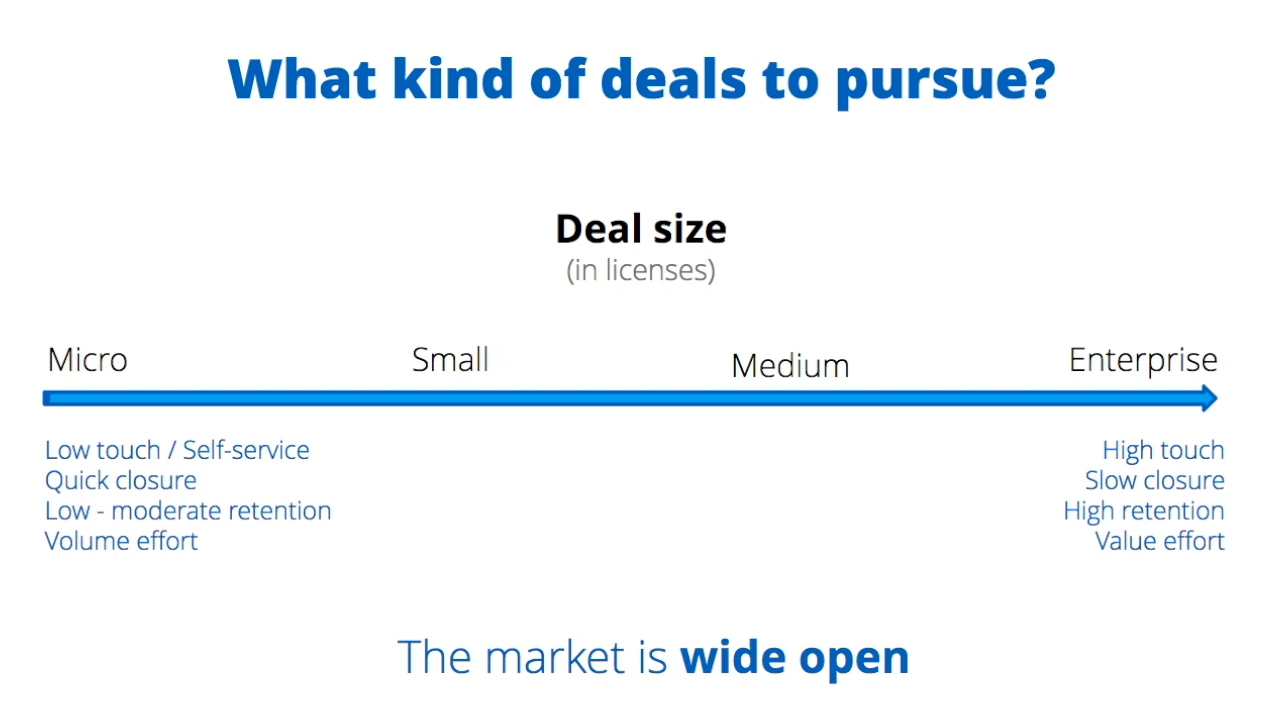 What kind of deals to pursue?
Deal size
(in licenses)
Micro
Small
Medium
Enterprise
Low touch / Self-service
Quick closure
Low - moderate retention
Volume effort
High touch
Slow closure
High retention
Value effort
The market is wide open